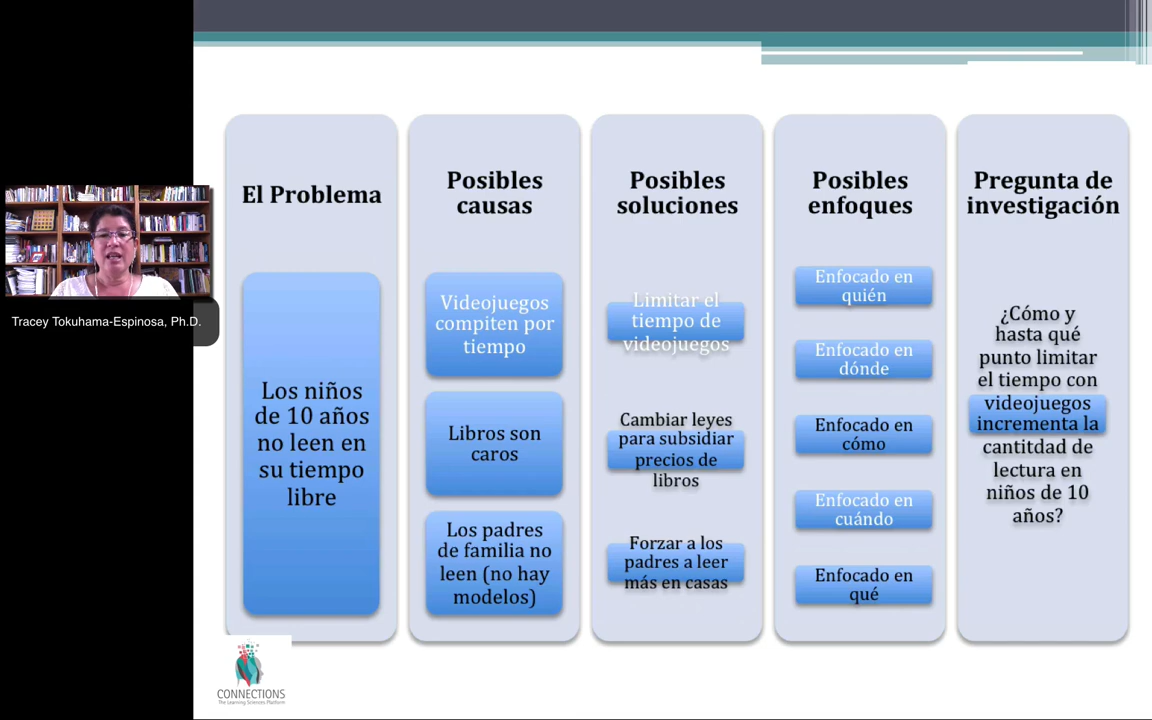 El Problema
Los niños
de 10 años
no leen en
su tiempo
libre
Posibles
causas
Videojuegos
compiten por
tiempo
Libros son
caros
Los padres
de familia no
leen (no hay
modelos)
Posibles
soluciones
Limitar el
tiempo de
videojuegos
Cambiar leyes
para subsidiar
precios de
libros
Forzar a los
padres a leer
más en casas
Posibles
enfoques
Enfocado en
quién
Enfocado en
dónde
Enfocado en
cómo
Enfocado en
cuándo
Enfocado en
qué
Pregunta de
investigación
¿Cómo y
hasta qué
punto limitar
el tiempo con
videojuegos
incrementa la
cantitdad de
lectura en
niños de 10
años?
Tracey Tokuhama-Espinosa, Ph.D.
CONNECTIONS
The Learning Sciences Platform